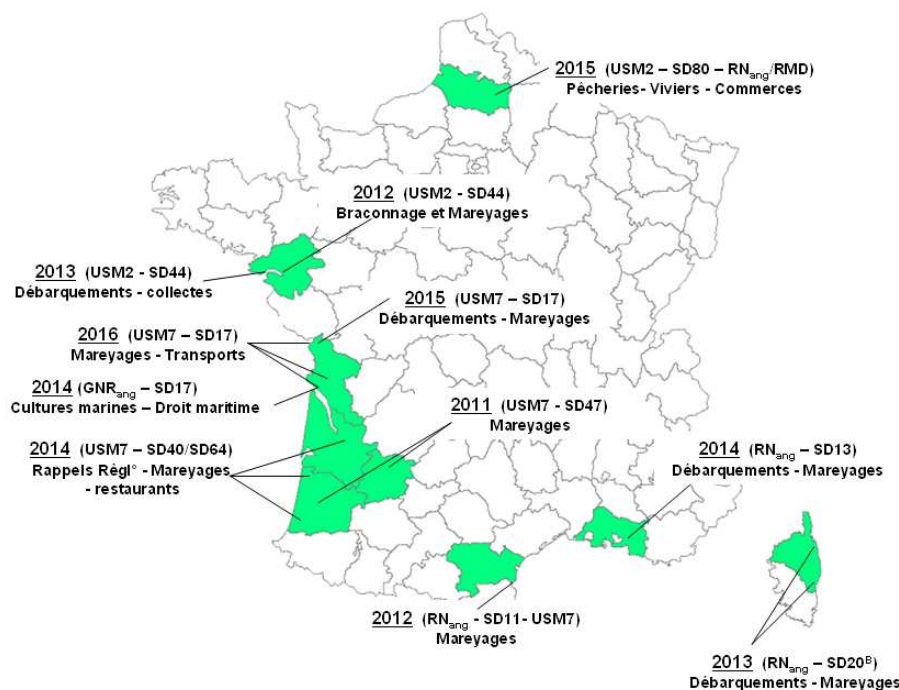 2015 (USM2 – SD80 – RNang/RMD)
Pêcheries- Viviers - Commerces
2012 (USM2 - SD44)
Braconnage et Mareyages
2013 (USM2 - SD44)
Débarquements - collectes
2015 (USM7 – SD17)
Débarquements - Mareyages
2016 (USM7 – SD17)
Mareyages - Transports
2014 (GNRang – SD17)
Cultures marines – Droit maritime
2011 (USM7 - SD47)
Mareyages
2014 (USM7 – SD40/SD64)
Rappels Règl° - Mareyages
- restaurants
2014 (RNang – SD13)
Débarquements - Mareyages
2012 (RNang - SD11- USM7)
Mareyages
2013 (RNang – SD20B)
Débarquements - Mareyages